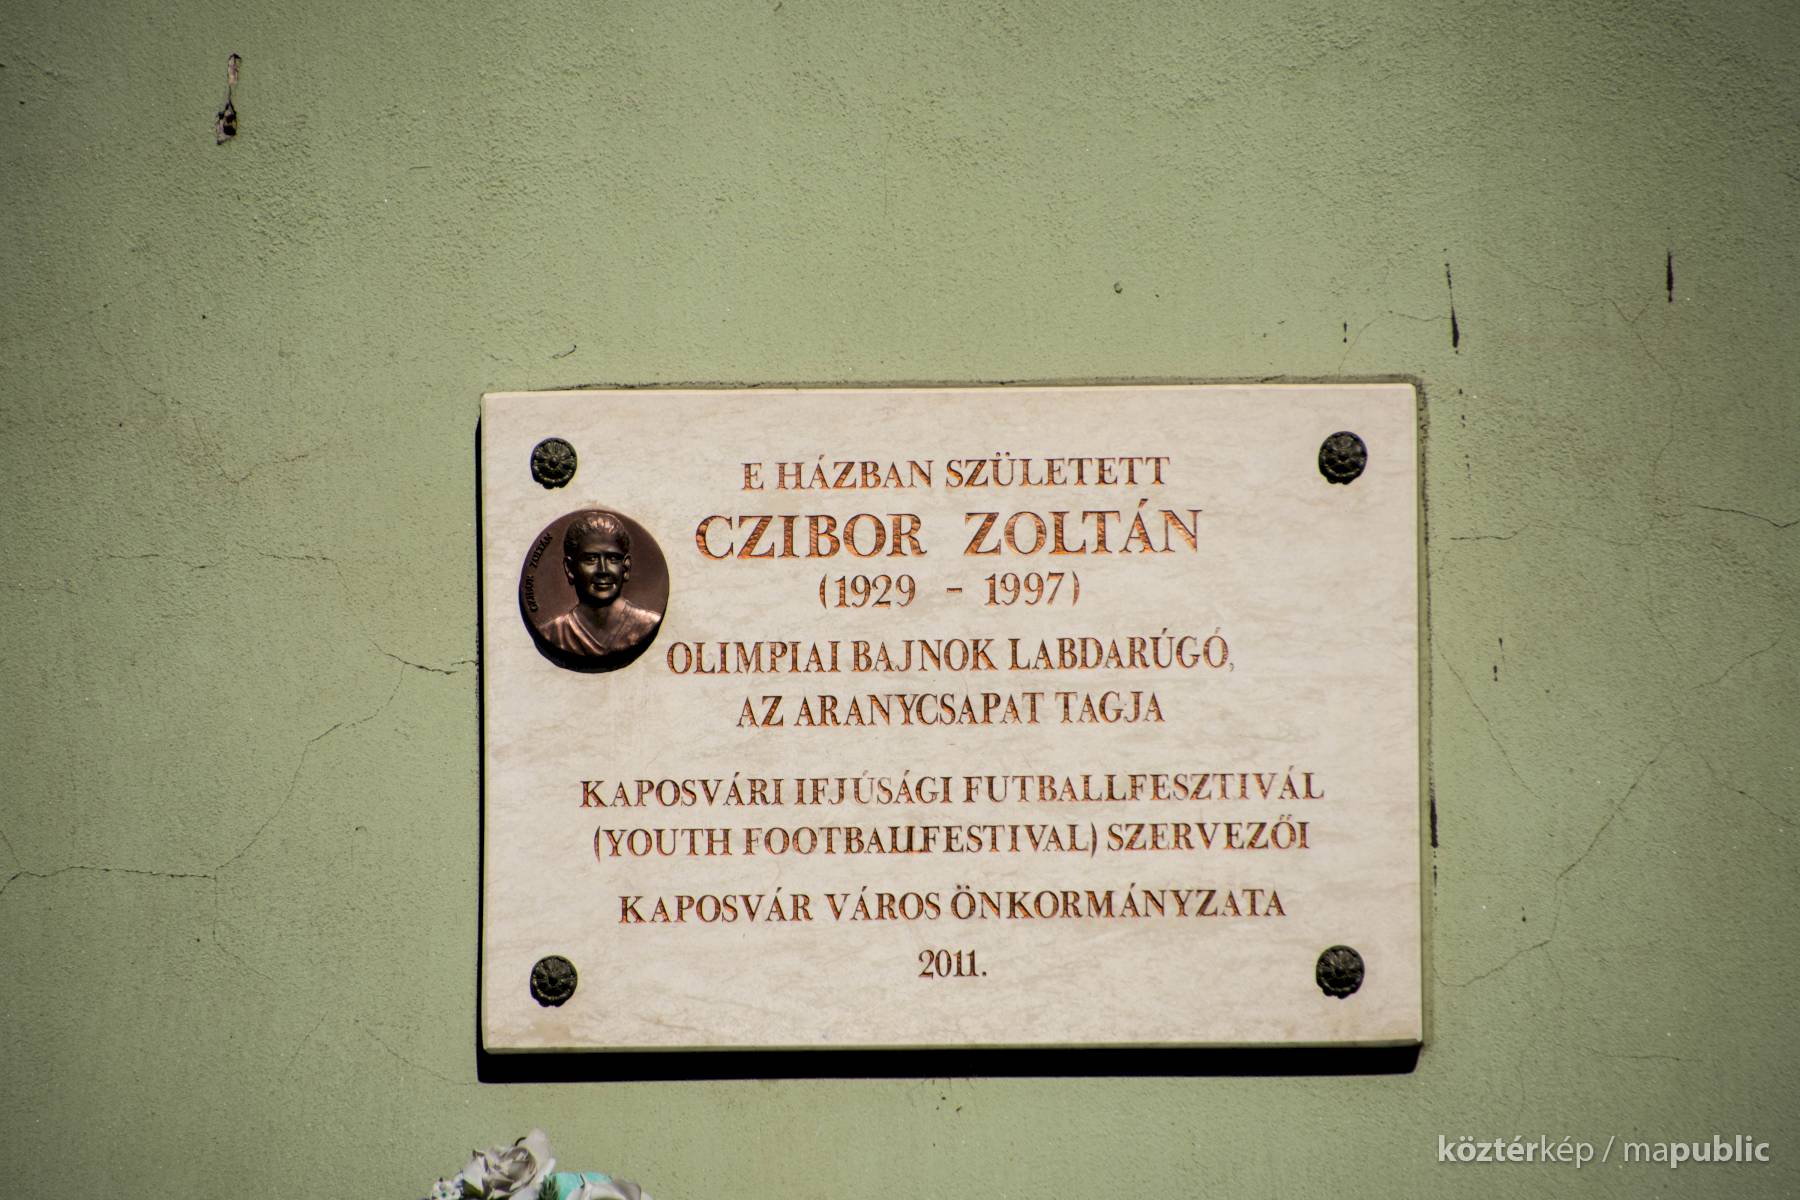 E HÁZBAN SZÜLETETT
CZIBOR ZOLTÁN
(1929 - 1997)
CZIBOR ZOLTÁN
OLIMPIAI BAJNOK LABDARÚGÓ,
AZ ARANYCSAPAT TAGJA
KAPOSVÁRI IFJÚSÁGI FUTBALLFESZTIVÁL
(YOUTH FOOTBALLFESTIVAL) SZERVEZŐI
KAPOSVÁR VÁROS ÖNKORMÁNYZATA
2011.
köztérkép / mapublic